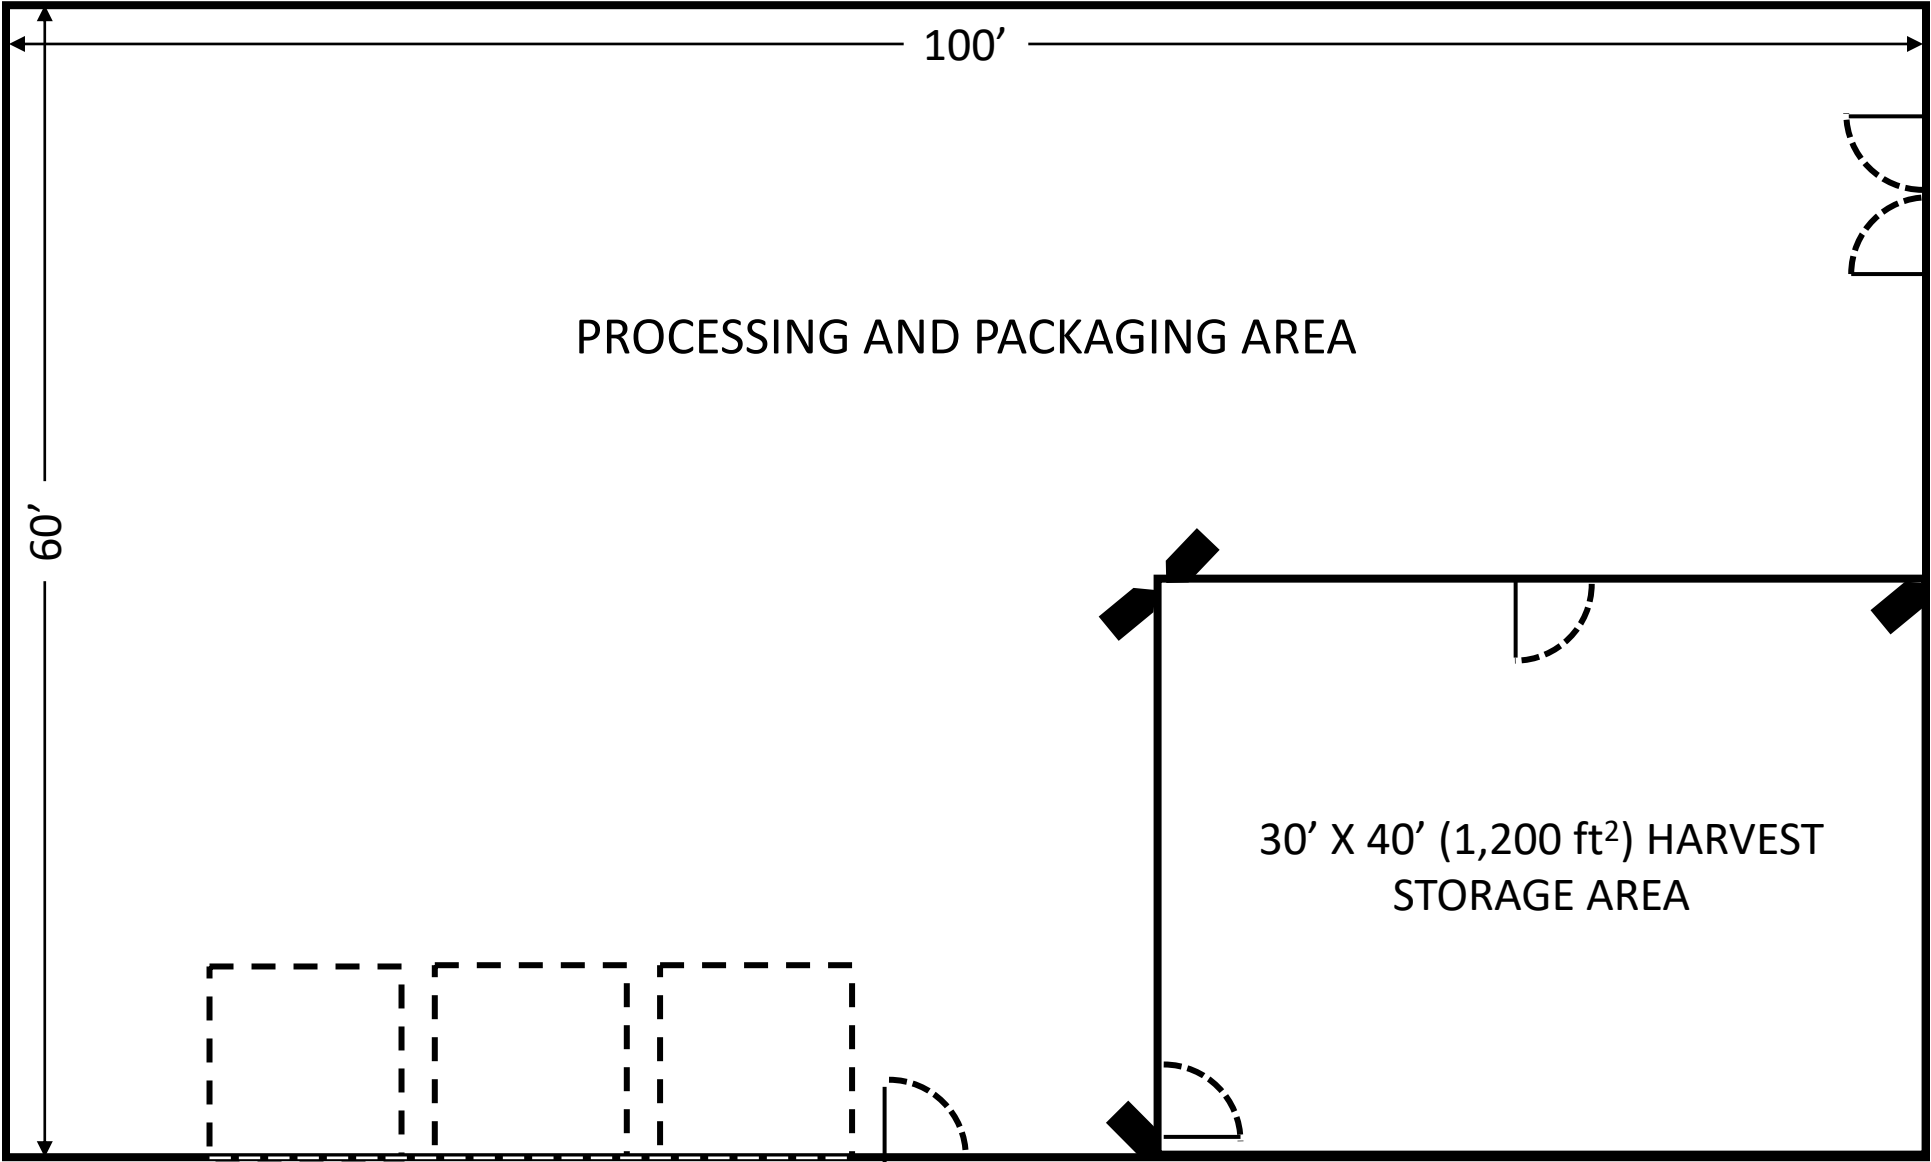 100’
PROCESSING AND PACKAGING AREA
60’
30’ X 40’ (1,200 ft²) HARVEST
STORAGE AREA